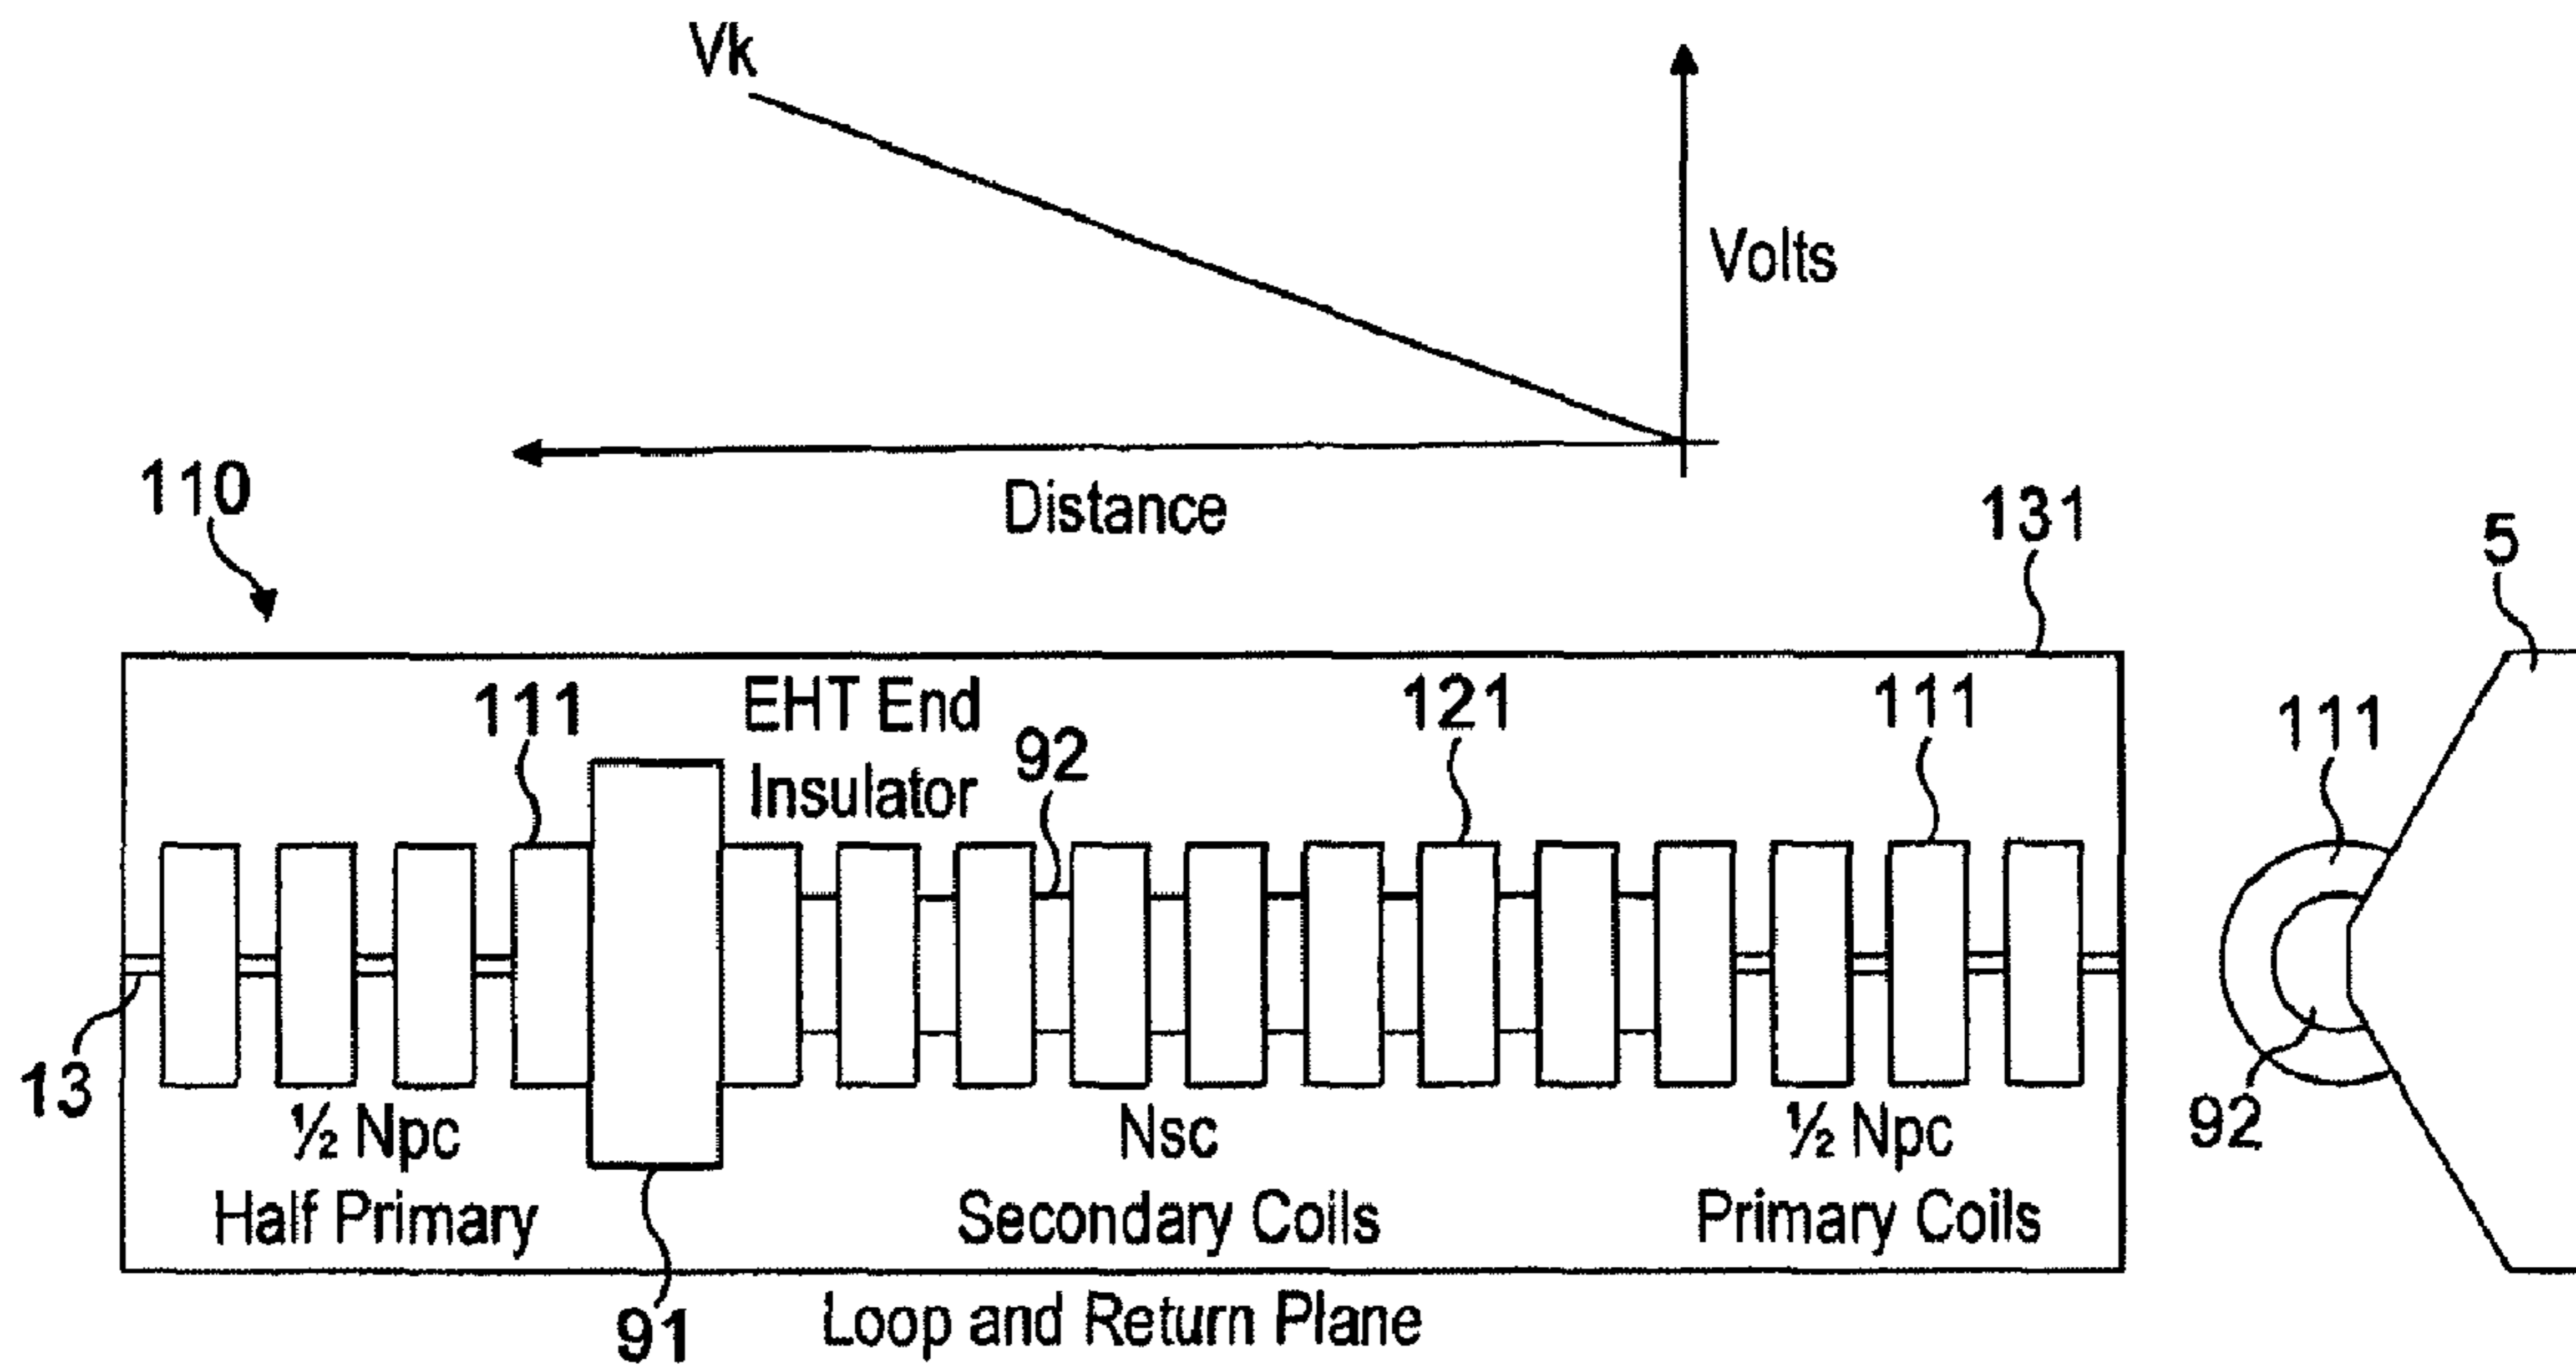 Vk
Volts
Distance
110
131
5
111
EHT End
Insulator
92
121
111
111
13
½ Npc
Half Primary
Nsc
Secondary Coils
½ Npc
Primary Coils
92
91
Loop and Return Plane